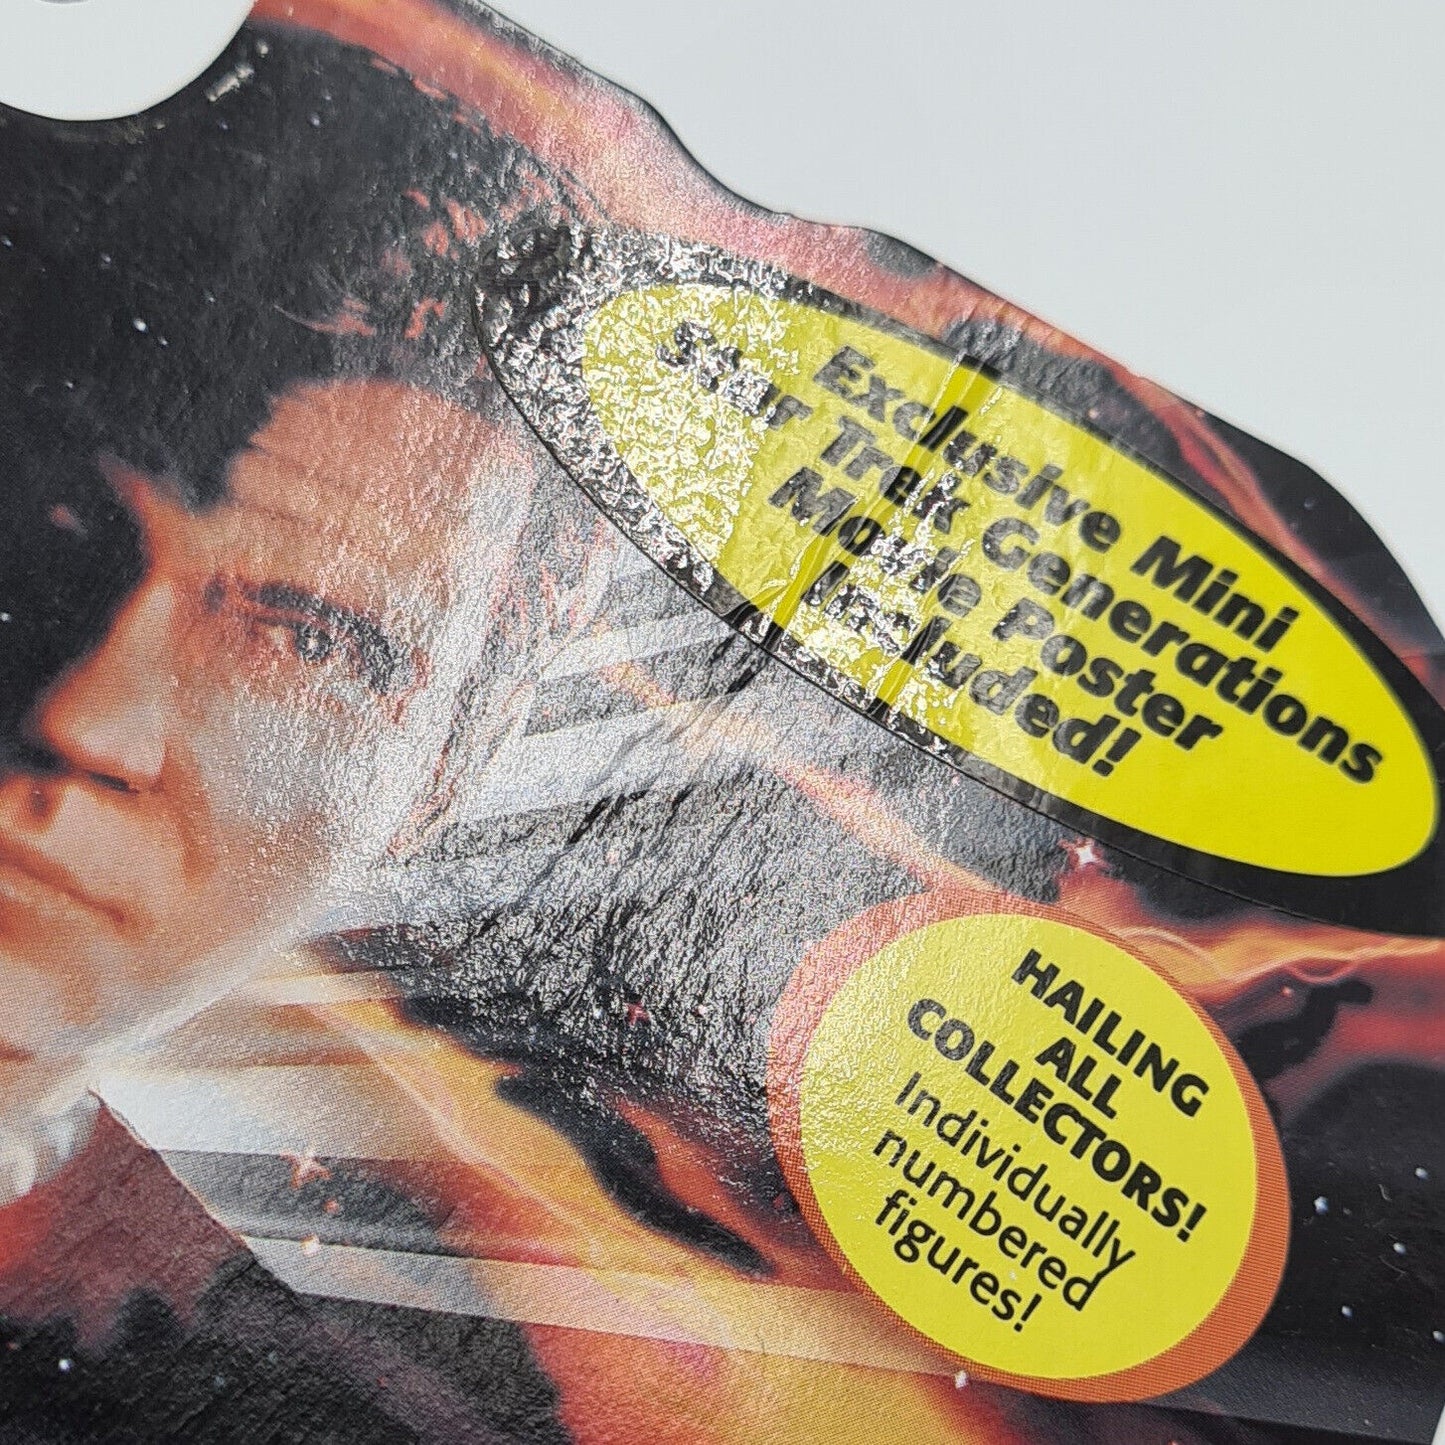 Exclusive Mini
Star Trek Generations
Movie Poster
Included!
HAILING
ALL
COLLECTORS!
Individually
numbered
figures!